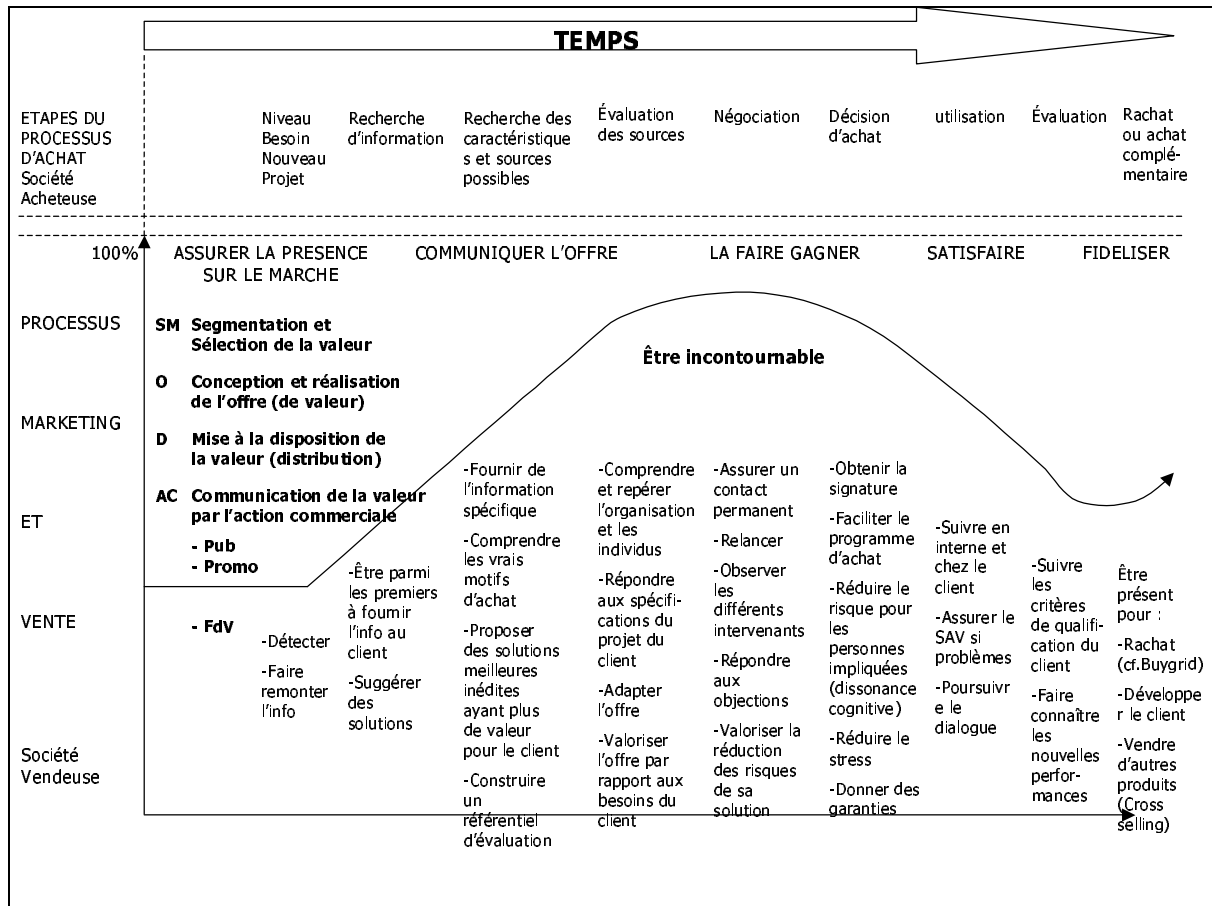 TEMPS
ETAPES DU
PROCESSUS
D'ACHAT
Société
Acheteuse
Niveau
Besoin
Nouveau
Projet
Recherche
d'information
Recherche des
caractéristique
s et sources
possibles
Évaluation
des sources
Négociation
Décision
d'achat
utilisation
Évaluation
Rachat
ou achat
complé-
mentaire
100%
ASSURER LA PRESENCE
SUR LE MARCHE
COMMUNIQUER L'OFFRE
LA FAIRE GAGNER
SATISFAIRE
FIDELISER
PROCESSUS
MARKETING
ET
VENTE
Société
Vendeuse
SM Segmentation et
Sélection de la valeur
O Conception et réalisation
de l'offre (de valeur)
D Mise à la disposition de
la valeur (distribution)
AC Communication de la valeur
par l'action commerciale
- Pub
- Promo
- FdV
Être incontournable
-Détecter
-Faire
remonter
l'info
-Être parmi
les premiers
à fournir
l'info au
client
-Suggérer
des
solutions
-Fournir de
l'information
spécifique
-Comprendre
les vrais
motifs
d'achat
-Proposer
des solutions
meilleures
inédites
ayant plus
de valeur
pour le client
-Construire
un
référentiel
d'évaluation
-Comprendre
et repérer
l'organisation
et les
individus
-Répondre
aux spécifi-
cations du
projet du
client
-Adapter
l'offre
-Valoriser
l'offre par
rapport aux
besoins du
client
-Assurer un
contact
permanent
-Relancer
-Observer
les
différents
intervenants
-Répondre
aux
objections
-Valoriser la
réduction
des risques
de sa
solution
-Obtenir la
signature
-Faciliter le
programme
d'achat
-Réduire le
risque pour
les
personnes
impliquées
(dissonance
cognitive)
-Réduire le
stress
-Donner des
garanties
-Suivre en
interne et
chez le
client
-Assurer le
SAV si
problèmes
-Poursuivr
e le
dialogue
-Suivre
les
critères
de qualifi-
cation du
client
-Faire
connaître
les
nouvelles
perfor-
mances
Être
présent
pour :
-Rachat
(cf.Buygrid)
-Développe
r le client
-Vendre
d'autres
produits
(Cross
selling)